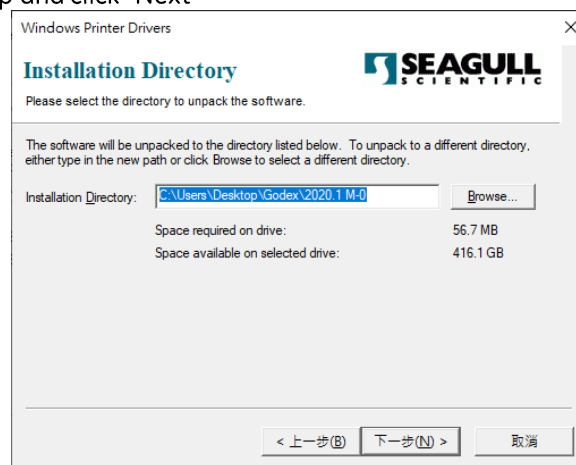 p and click "Next"
Windows Printer Drivers
Installation Directory
SEAGULL
SCIENTIFIC
Please select the directory to unpack the software.
The software will be unpacked to the directory listed below. To unpack to a different directory,
either type in the new path or click Browse to select a different directory.
Installation Directory: C:\Users\Desktop\Godex\2020.1 M-0 Browse...
Space required on drive: 56.7 MB
Space available on selected drive: 416.1 GB
< 上一步(B) 下一步(N) > 取消